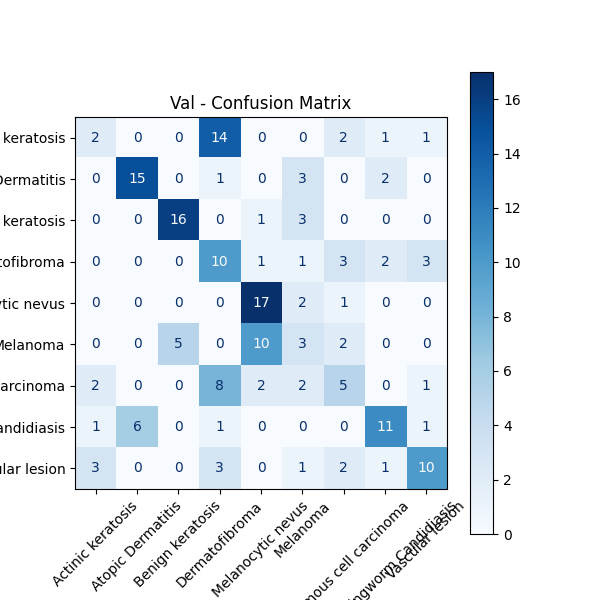 Val - Confusion Matrix
keratosis 2 0 0 14 0 0 2 1 1
Dermatitis 0 15 0 1 0 3 0 2 0
keratosis 0 0 16 0 1 3 0 0 0
tofibroma 0 0 0 10 1 1 3 2 3
ytic nevus 0 0 0 0 17 2 1 0 0
Melanoma 0 0 5 0 10 3 2 0 0
arcinoma 2 0 0 8 2 2 5 0 1
andidiasis 1 6 0 1 0 0 0 11 1
ular lesion 3 0 0 3 0 1 2 1 10
Actinic keratosis
Atopic Dermatitis
Benign keratosis
Dermatofibroma
Melanocytic nevus
Melanoma
mous cell carcinoma
ingworm Candidiasis
Vascular lesion
16
14
12
10
8
6
4
2
0